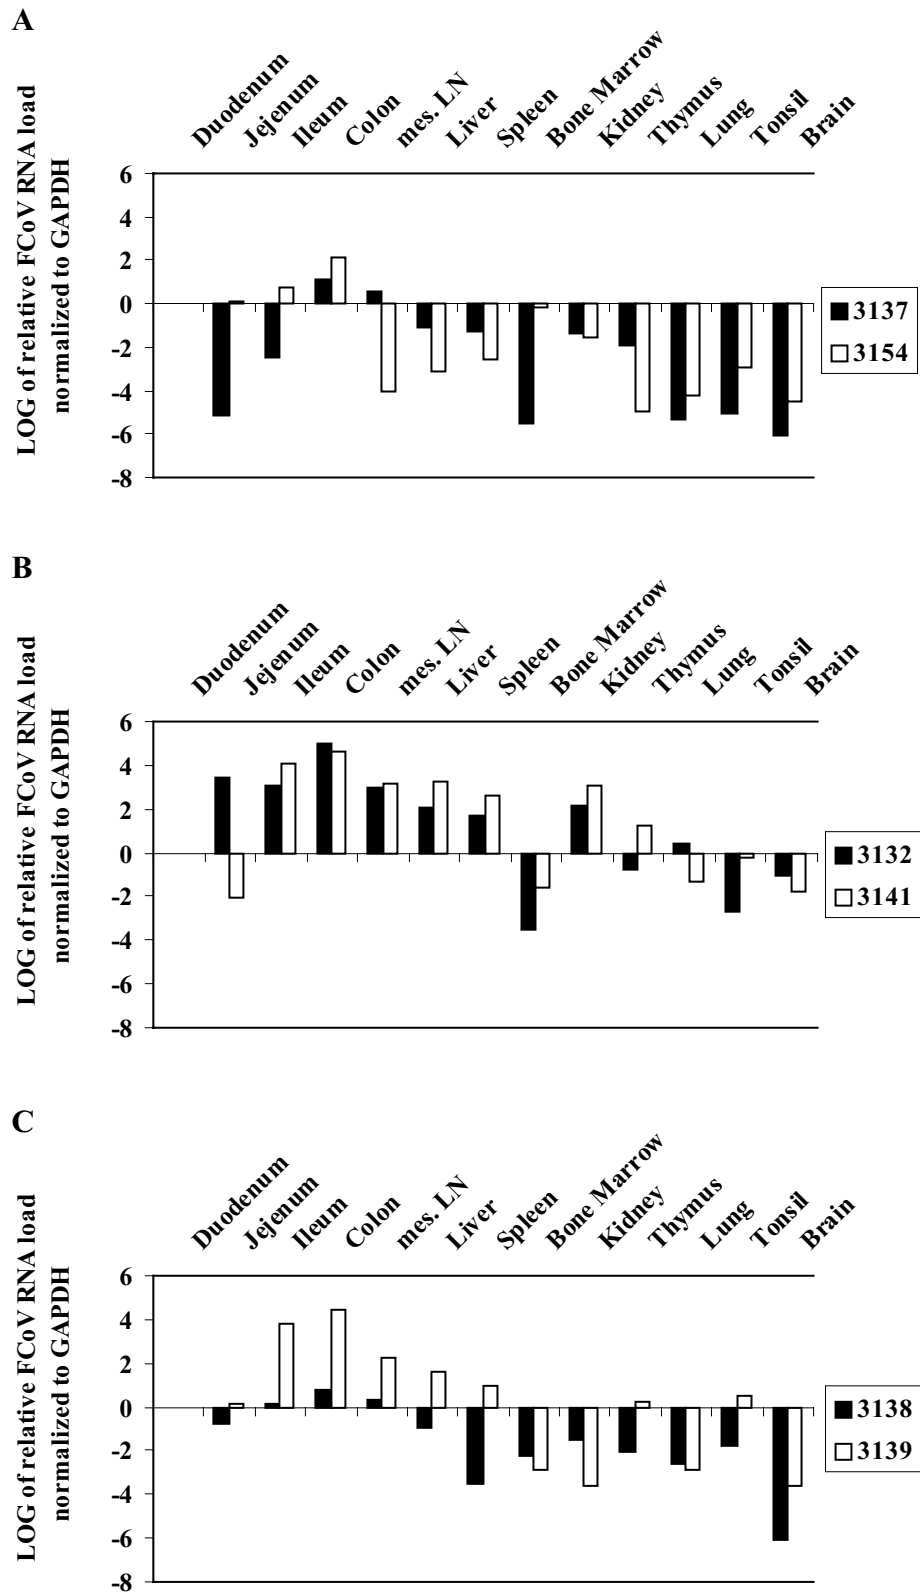 A
Duodenum
Jejenum
Ileum
Colon
mes. LN
Liver
Spleen
Bone Marrow
Kidney
Thymus
Lung
Tonsil
Brain
LOG of relative FCoV RNA load
normalized to GAPDH
6
4
2
0
-2
-4
-6
-8
3137
3154
B
Duodenum
Jejenum
Ileum
Colon
mes. LN
Liver
Spleen
Bone Marrow
Kidney
Thymus
Lung
Tonsil
Brain
LOG of relative FCoV RNA load
normalized to GAPDH
6
4
2
0
-2
-4
-6
-8
3132
3141
C
Duodenum
Jejenum
Ileum
Colon
mes. LN
Liver
Spleen
Bone Marrow
Kidney
Thymus
Lung
Tonsil
Brain
LOG of relative FCoV RNA load
normalized to GAPDH
6
4
2
0
-2
-4
-6
-8
3138
3139